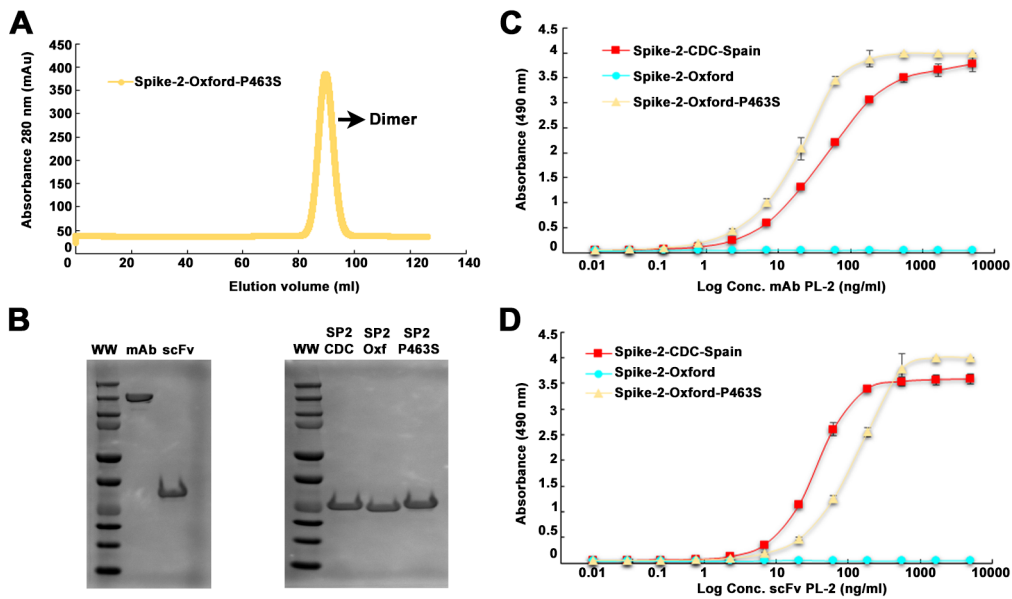 A
Absorbance 280 nm (mAu)
450
400
350
300
250
200
150
100
50
0
Spike-2-Oxford-P463S
Dimer
0 20 40 60 80 100 120 140
Elution volume (ml)
B
WW mAb scFv
SP2 SP2 SP2
WW CDC Oxf P463S
C
Absorbance (490 nm)
4.5
4
3.5
3
2.5
2
1.5
1
0.5
0
Spike-2-CDC-Spain
Spike-2-Oxford
Spike-2-Oxford-P463S
0.01 0.1 1 10 100 1000 10000
Log Conc. mAb PL-2 (ng/ml)
D
Absorbance (490 nm)
4.5
4
3.5
3
2.5
2
1.5
1
0.5
0
Spike-2-CDC-Spain
Spike-2-Oxford
Spike-2-Oxford-P463S
0.01 0.1 1 10 100 1000 10000
Log Conc. scFv PL-2 (ng/ml)